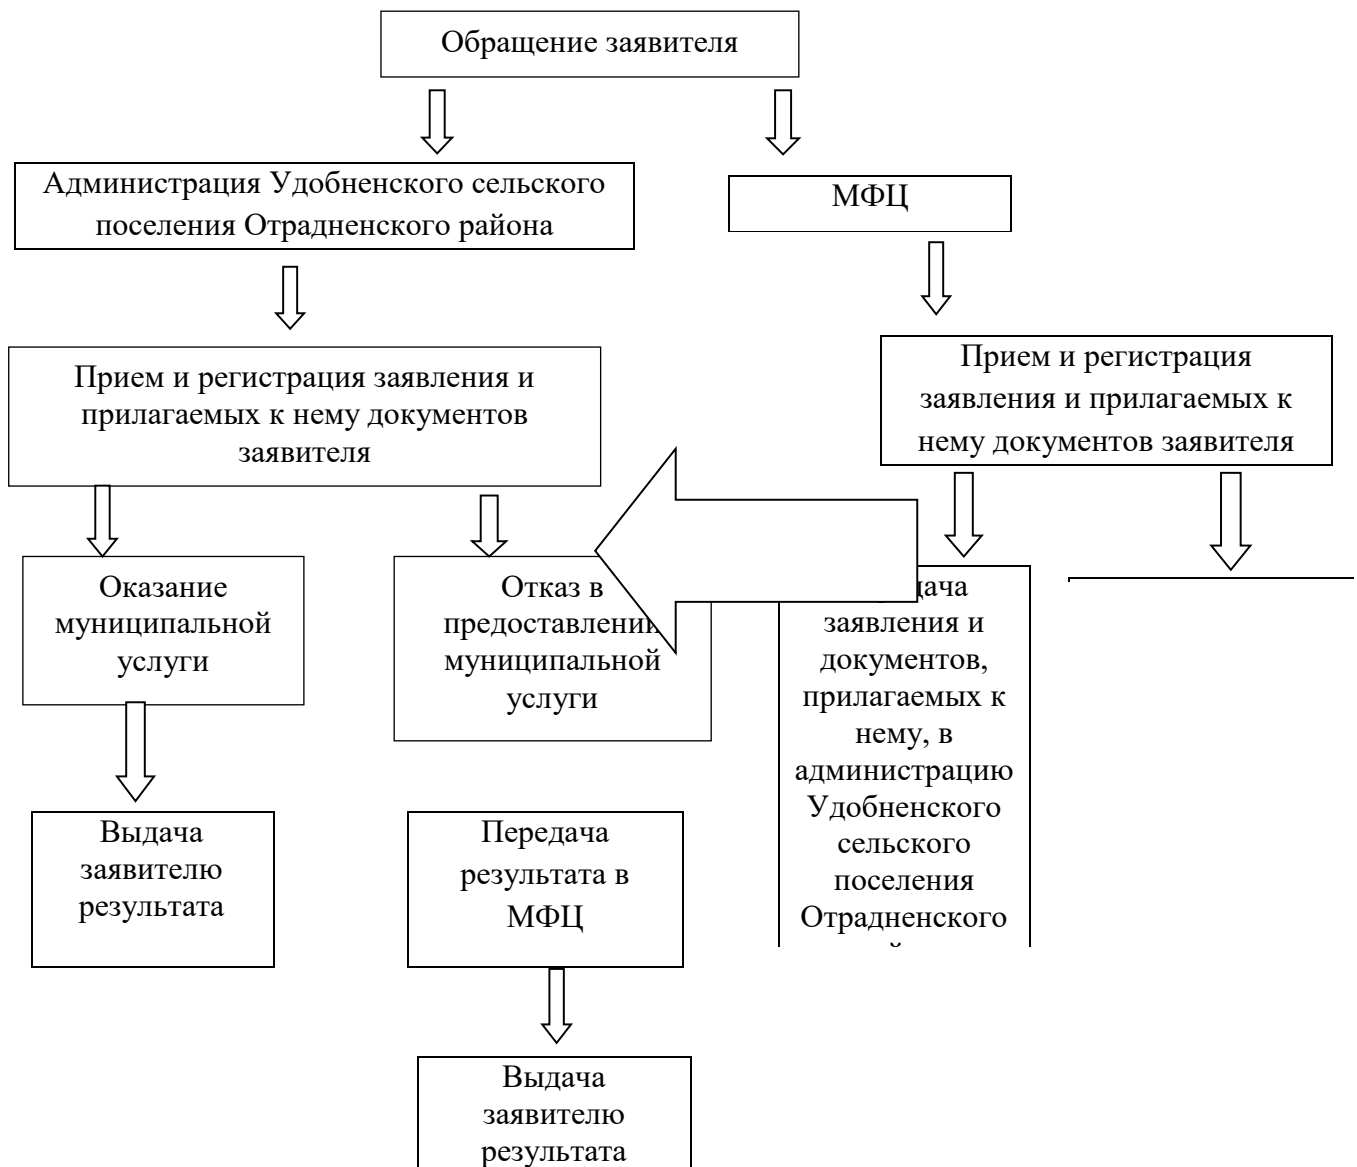 Обращение заявителя
Администрация Удобненского сельского
поселения Отрадненского района
МФЦ
Прием и регистрация заявления и
прилагаемых к нему документов
заявителя
Прием и регистрация
заявления и прилагаемых к
нему документов заявителя
Оказание
муниципальной
услуги
Отказ в
предоставлении
муниципальной
услуги
заявления и
документов,
прилагаемых к
нему, в
администрацию
Удобненского
сельского
поселения
Отрадненского
Выдача
заявителю
результата
Передача
результата в
МФЦ
Выдача
заявителю
результата